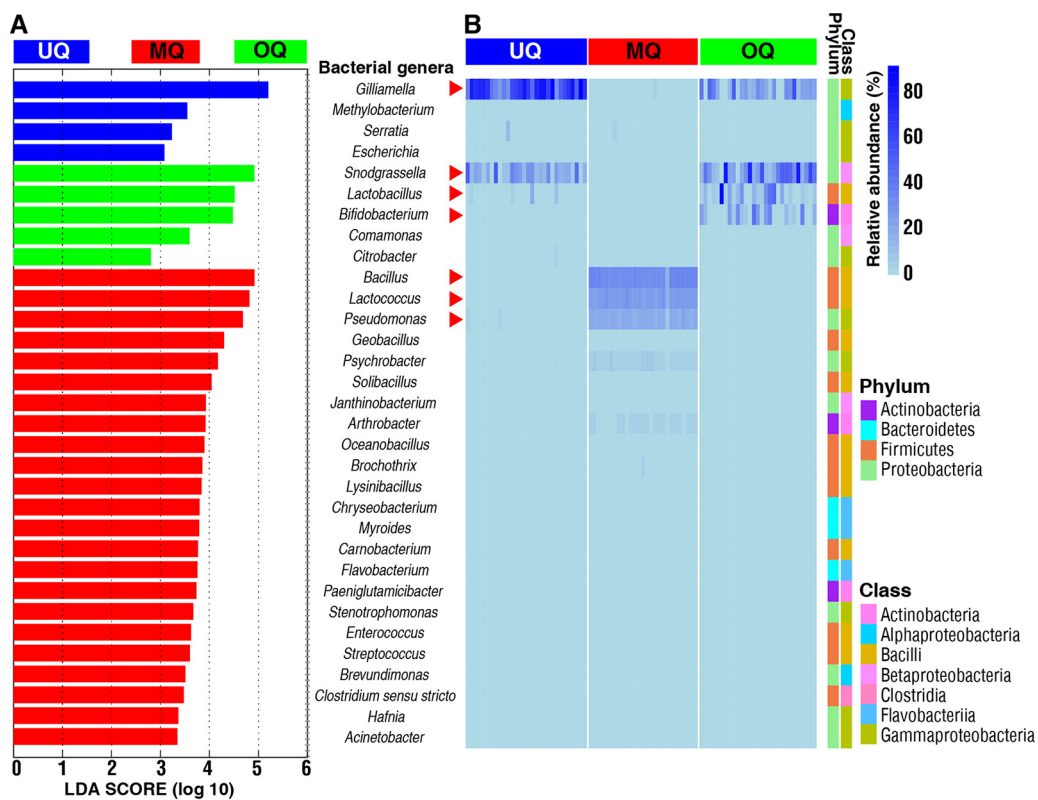 A
UQ MQ OQ
Bacterial genera
Gilliamella
Methylobacterium
Serratia
Escherichia
Snodgrassella
Lactobacillus
Bifidobacterium
Comamonas
Citrobacter
Bacillus
Lactococcus
Pseudomonas
Geobacillus
Psychrobacter
Solibacillus
Janthinobacterium
Arthrobacter
Oceanobacillus
Brochothrix
Lysinibacillus
Chryseobacterium
Myroides
Carnobacterium
Flavobacterium
Paeniglutamicibacter
Stenotrophomonas
Enterococcus
Streptococcus
Brevundimonas
Clostridium sensu stricto
Hafnia
Acinetobacter
0 1 2 3 4 5 6
LDA SCORE (log 10)
B
UQ MQ OQ
Phylum
Class
Relative abundance (%)
80
60
40
20
0
Phylum
Actinobacteria
Bacteroidetes
Firmicutes
Proteobacteria
Class
Actinobacteria
Alphaproteobacteria
Bacilli
Betaproteobacteria
Clostridia
Flavobacteriia
Gammaproteobacteria